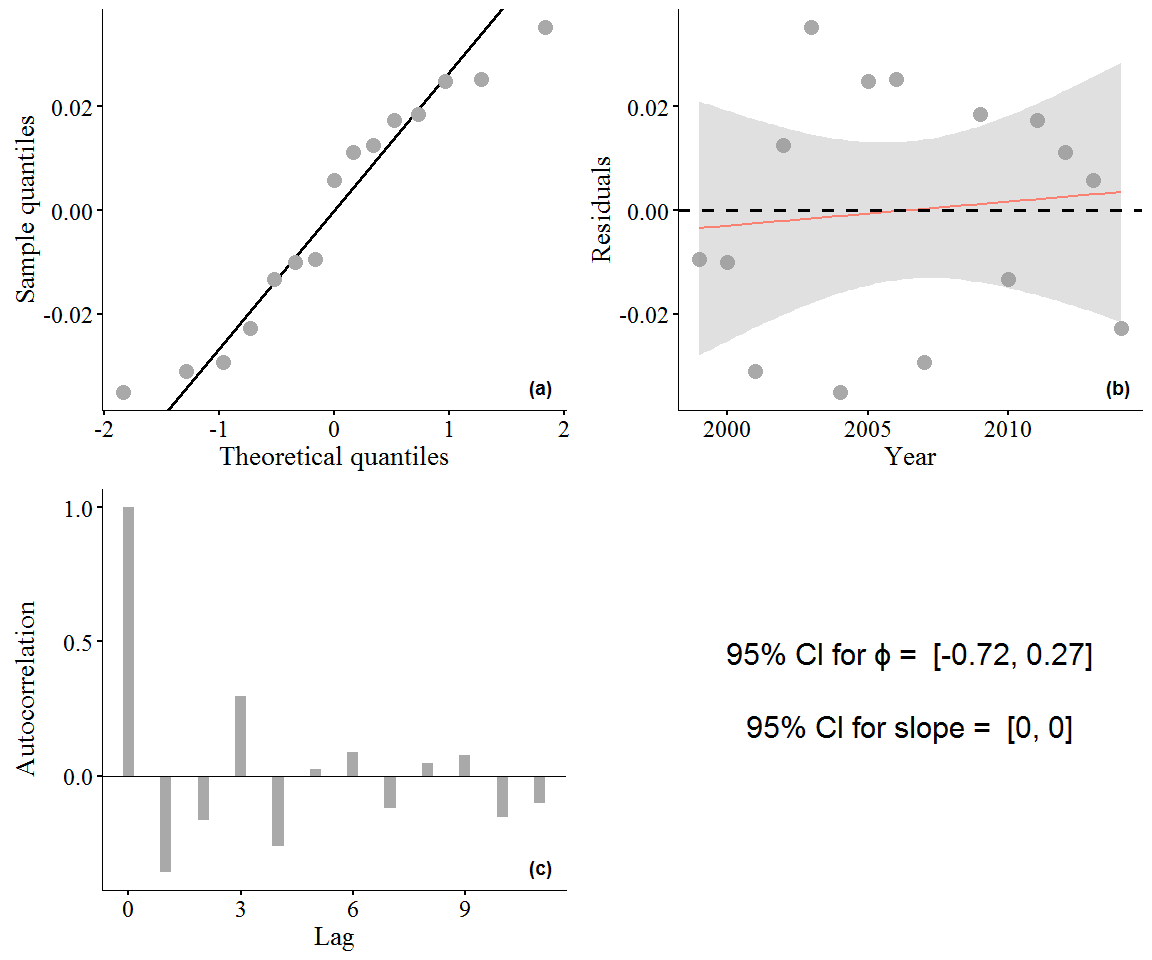 0.02
0.00
-0.02
Sample quantiles
-2 -1 0 1 2
Theoretical quantiles
(a)
0.02
0.00
-0.02
Residuals
2000 2005 2010
Year
(b)
1.0
0.5
0.0
Autocorrelation
0 3 6 9
Lag
(c)
95% CI for ϕ = [-0.72, 0.27]
95% CI for slope = [0, 0]